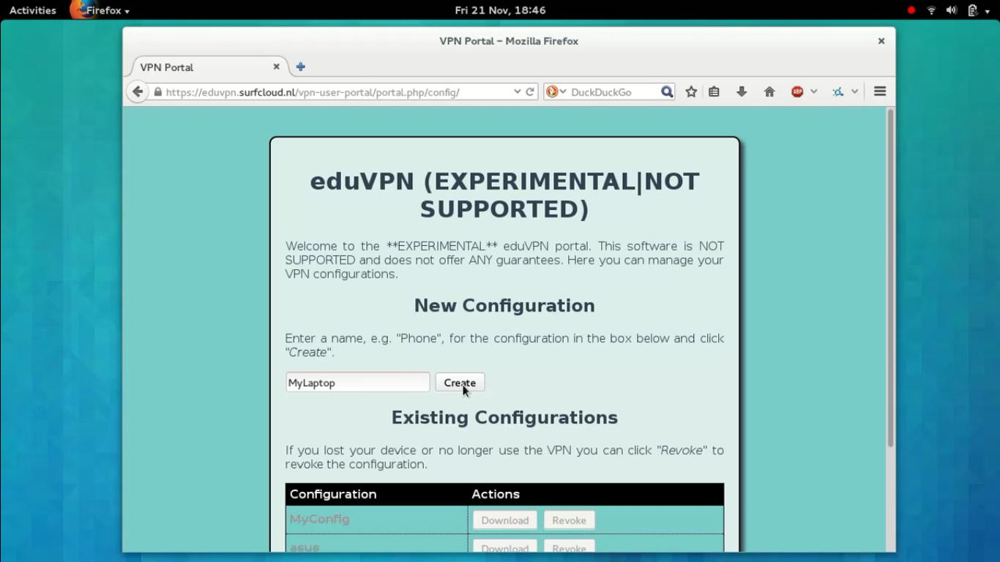 Activities Firefox Fri 21 Nov, 18:46
VPN Portal – Mozilla Firefox
VPN Portal
https://eduvpn.surfcloud.nl/vpn-user-portal/portal.php/config/ DuckDuckGo ABP
eduVPN (EXPERIMENTAL|NOT
SUPPORTED)
Welcome to the **EXPERIMENTAL** eduVPN portal. This software is NOT
SUPPORTED and does not offer ANY guarantees. Here you can manage your
VPN configurations.
New Configuration
Enter a name, e.g. "Phone", for the configuration in the box below and click
"Create".
MyLaptop Create
Existing Configurations
If you lost your device or no longer use the VPN you can click "Revoke" to
revoke the configuration.
Configuration Actions
MyConfig Download Revoke
asus Download Revoke